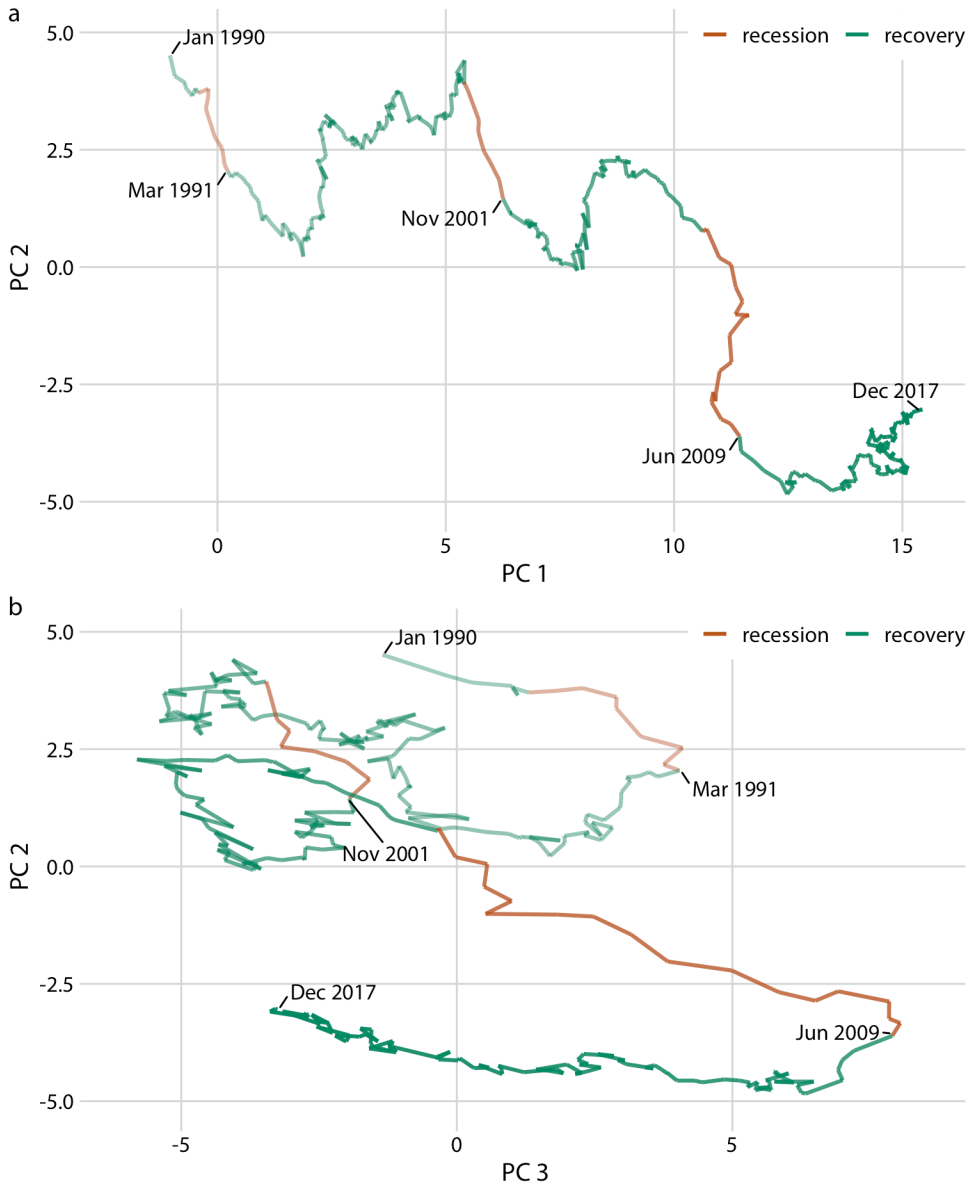 a
recession recovery
5.0
Jan 1990
2.5
Mar 1991
Nov 2001
PC 2
0.0
-2.5
Dec 2017
Jun 2009
-5.0
0 5 10 15
PC 1
b
recession recovery
5.0
Jan 1990
2.5
Mar 1991
Nov 2001
PC 2
0.0
-2.5
Dec 2017
Jun 2009
-5.0
-5 0 5
PC 3